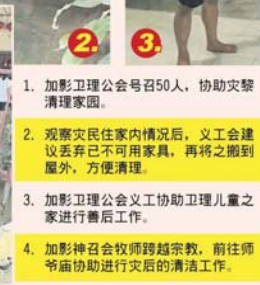 2.
3.
1. 加影卫理公会号召50人，协助灾黎
清理家园。
2. 观察灾民住家内情况后，义工会建
议丢弃已不可用家具，再将之搬到
屋外，方便清理。
3. 加影卫理公会义工协助卫理儿童之
家进行善后工作。
4. 加影神召会牧师跨越宗教，前往师
爷庙协助进行灾后的清洁工作。